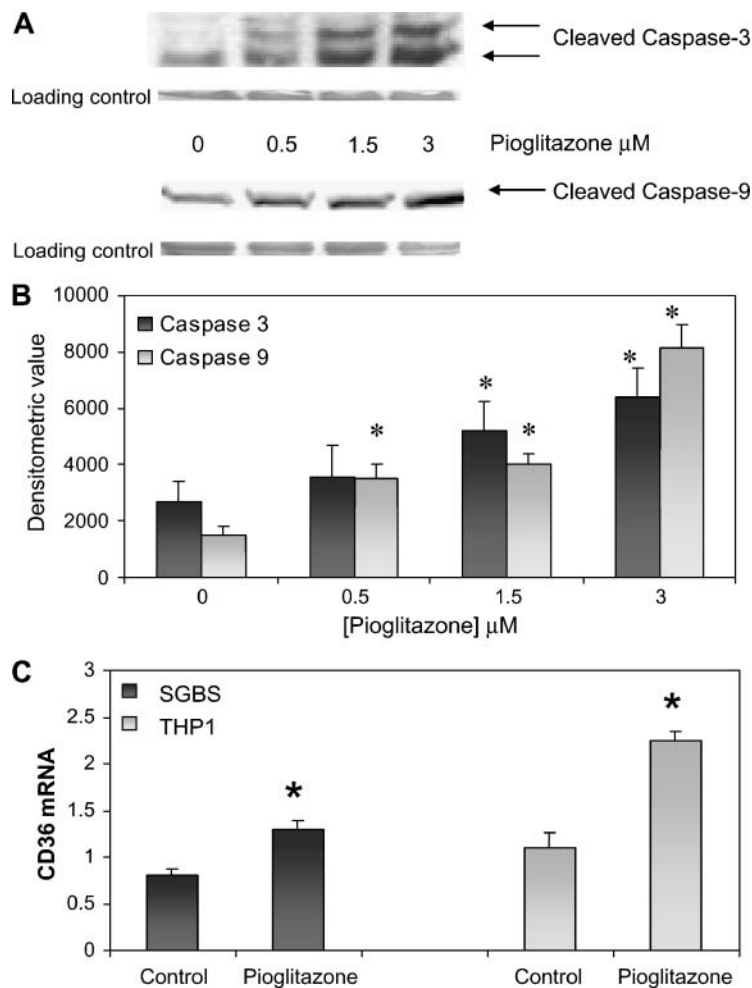 A
Cleaved Caspase-3
Loading control
0 0.5 1.5 3 Pioglitazone μM
Cleaved Caspase-9
Loading control
B
10000
8000
6000
4000
2000
0
Densitometric value
Caspase 3
Caspase 9
*
*
*
*
*
0 0.5 1.5 3
[Pioglitazone] μM
C
3
2.5
2
1.5
1
0.5
0
CD36 mRNA
SGBS
THP1
*
*
Control Pioglitazone Control Pioglitazone